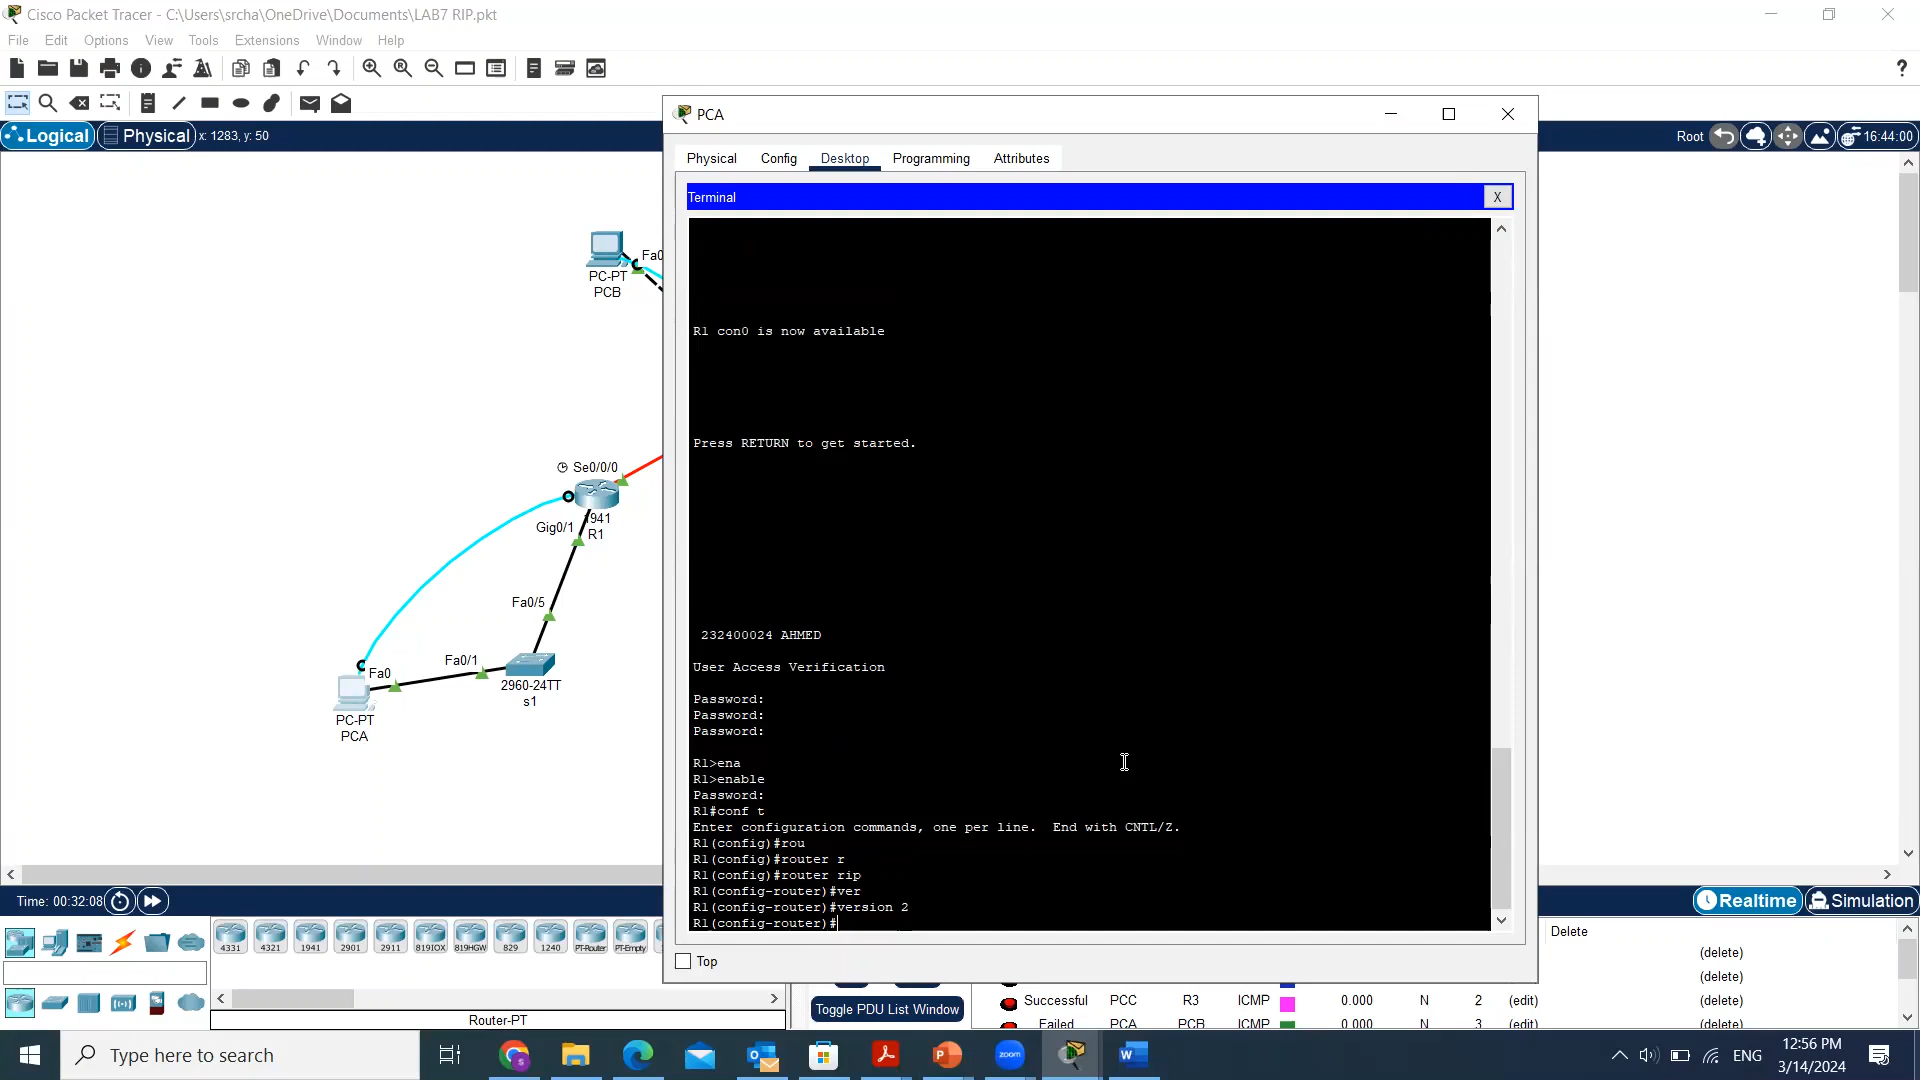 Cisco Packet Tracer - C:\Users\srcha\OneDrive\Documents\LAB7 RIP.pkt
File Edit Options View Tools Extensions Window Help
?
Logical Physical x: 1283, y: 50
Root 16:44:00
PCA
Physical Config Desktop Programming Attributes
Terminal
X
R1 con0 is now available
Press RETURN to get started.
232400024 AHMED
User Access Verification
Password:
Password:
Password:
R1>ena
R1>enable
Password:
R1#conf t
Enter configuration commands, one per line.  End with CNTL/Z.
R1(config)#rou
R1(config)#router r
R1(config)#router rip
R1(config-router)#ver
R1(config-router)#version 2
R1(config-router)#
Top
Fa0
PC-PT
PCB
Se0/0/0
1941
R1
Gig0/1
Fa0/5
Fa0/1
2960-24TT
s1
Fa0
PC-PT
PCA
Time: 00:32:08
Realtime Simulation
4331 4321 1941 2901 2911 819IOX 819HGW 829 1240 PT-Router PT-Empty
Router-PT
Toggle PDU List Window
Delete
(delete)
(delete)
Successful PCC R3 ICMP 0.000 N 2 (edit) (delete)
Failed PCA PCB ICMP 0.000 N 3 (edit) (delete)
Type here to search
zoom
ENG
12:56 PM
3/14/2024